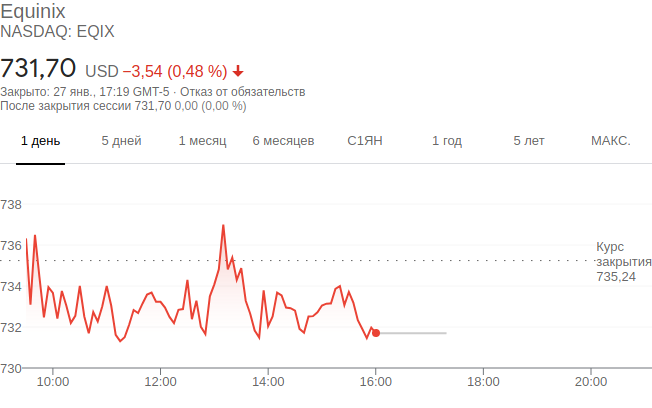 Equinix
NASDAQ: EQIX
731,70 USD −3,54 (0,48 %)
Закрыто: 27 янв., 17:19 GMT-5 · Отказ от обязательств
После закрытия сессии 731,70 0,00 (0,00 %)
1 день 5 дней 1 месяц 6 месяцев С1ЯН 1 год 5 лет МАКС.
738
736
Курс
закрытия
735,24
734
732
730
10:00 12:00 14:00 16:00 18:00 20:00